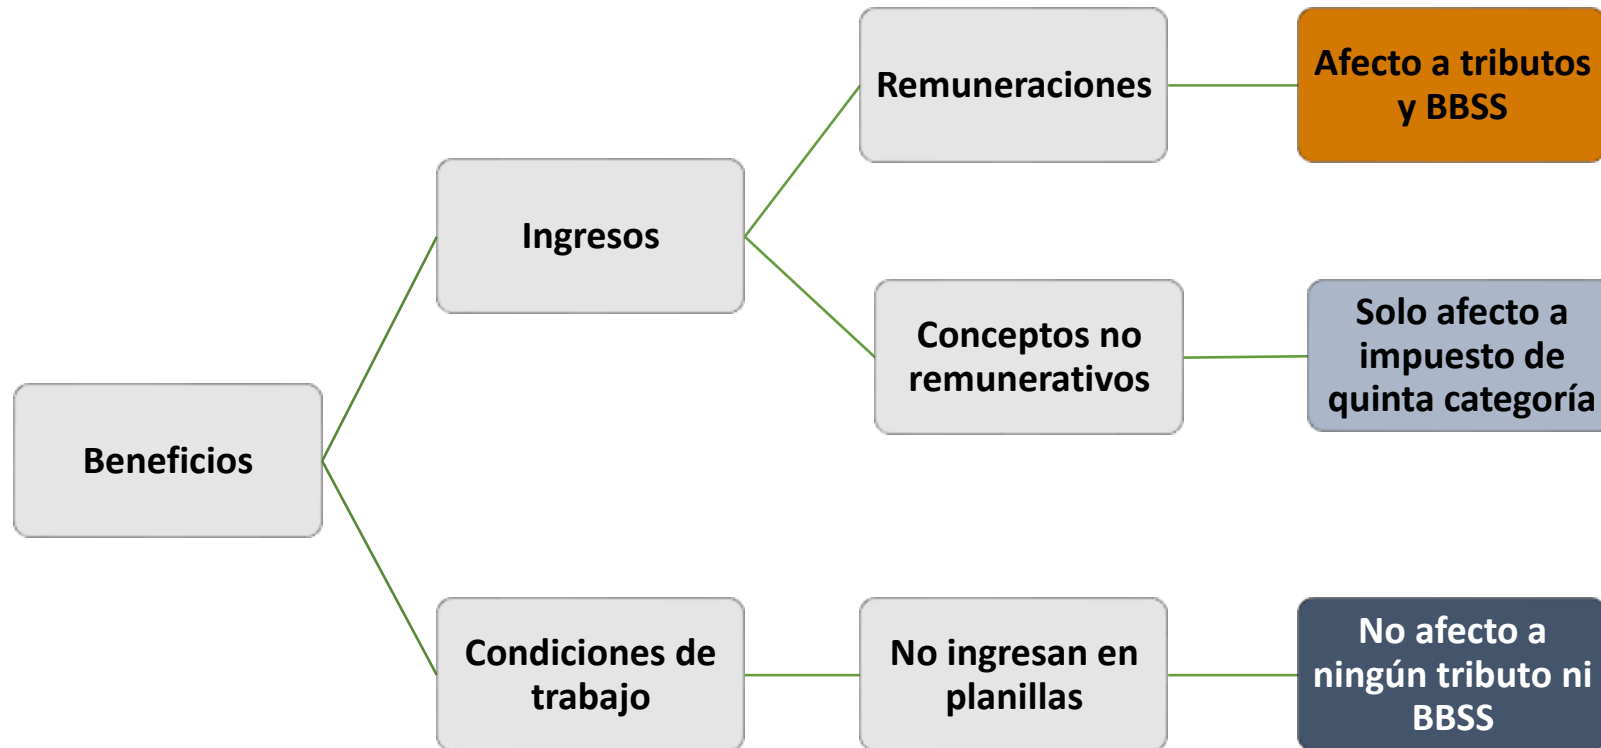 Remuneraciones
Afecto a tributos
y BBSS
Ingresos
Conceptos no
remunerativos
Solo afecto a
impuesto de
quinta categoría
Beneficios
Condiciones de
trabajo
No ingresan en
planillas
No afecto a
ningún tributo ni
BBSS